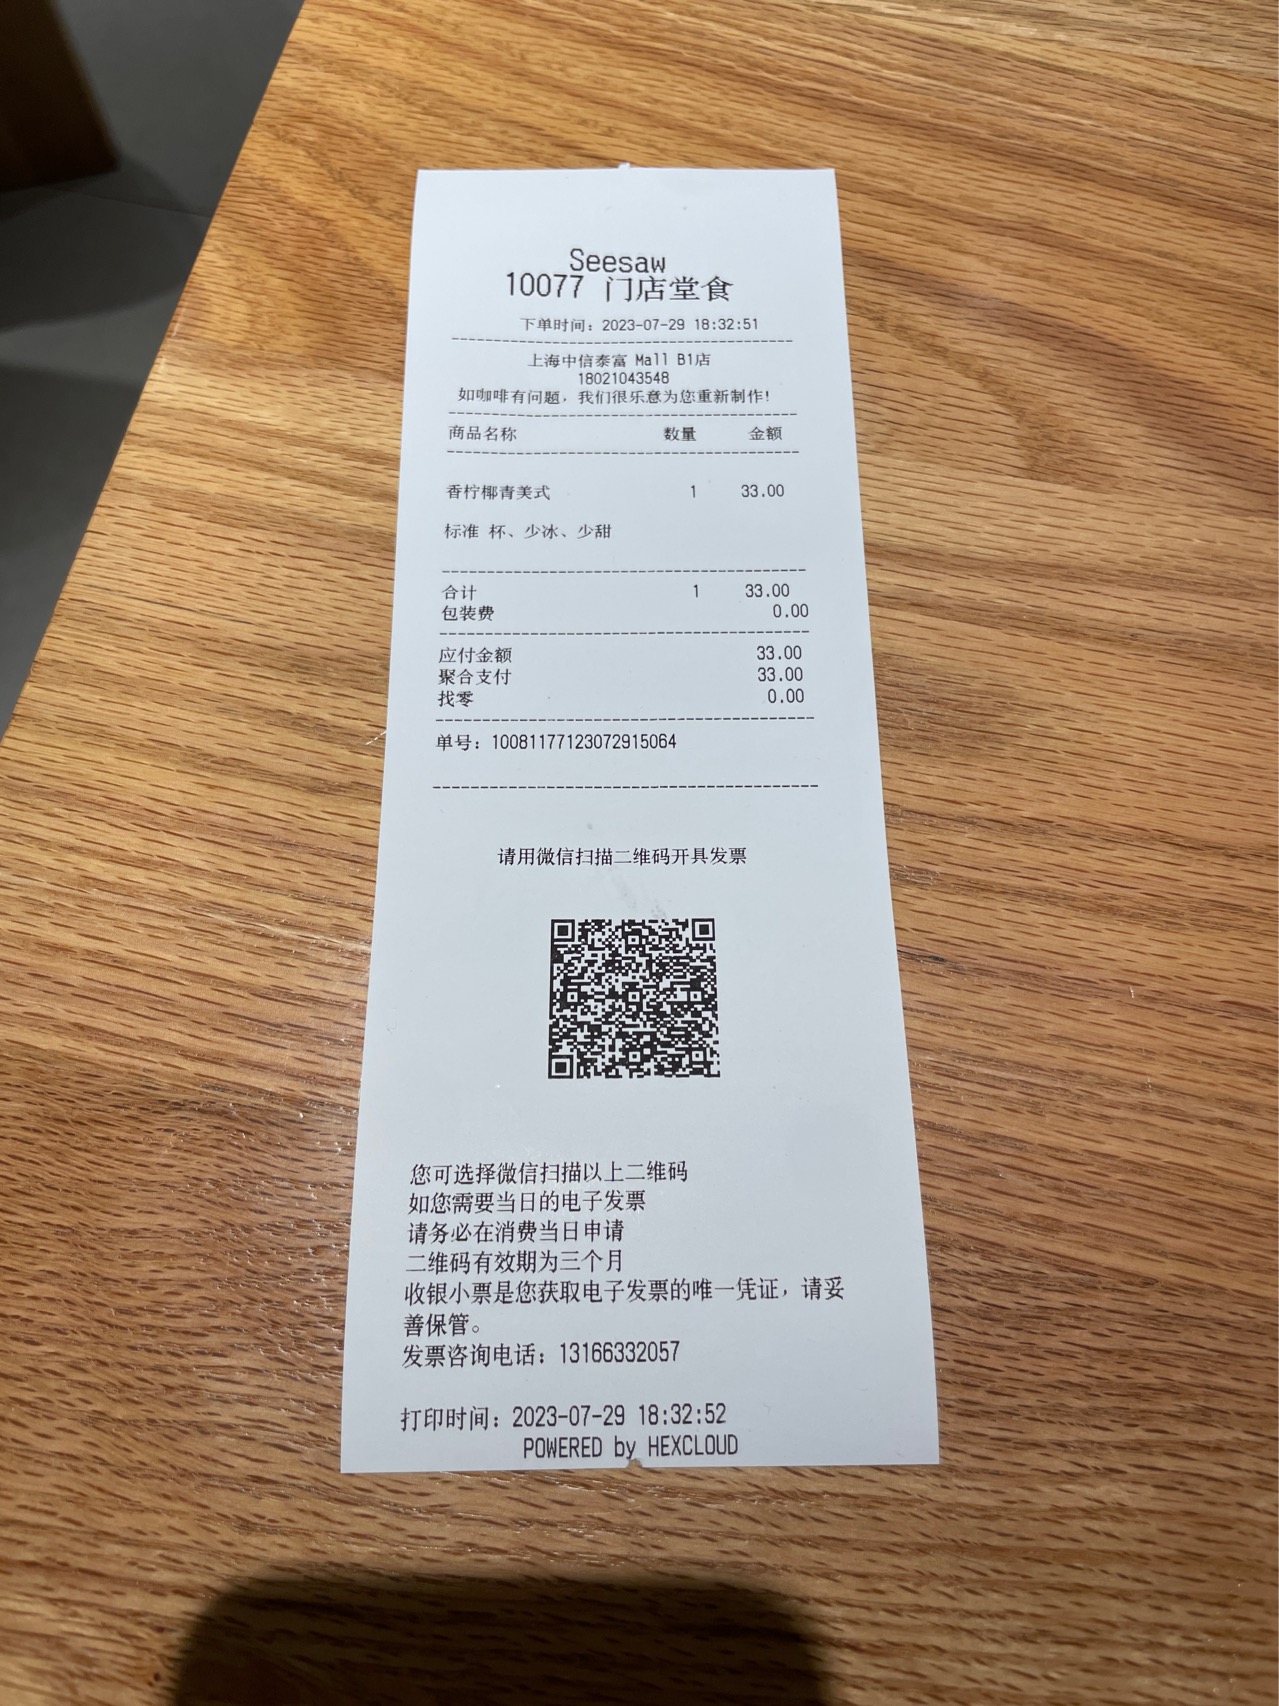 Seesaw
10077 门店堂食
下单时间：2023-07-29 18:32:51
上海中信泰富 Mall B1店
18021043548
如咖啡有问题，我们很乐意为您重新制作！
商品名称 数量 金额
香柠椰青美式 1 33.00
标准 杯、少冰、少甜
合计 1 33.00
包装费 0.00
应付金额 33.00
聚合支付 33.00
找零 0.00
单号：10081177123072915064
请用微信扫描二维码开具发票
您可选择微信扫描以上二维码
如您需要当日的电子发票
请务必在消费当日申请
二维码有效期为三个月
收银小票是您获取电子发票的唯一凭证，请妥
善保管。
发票咨询电话：13166332057
打印时间：2023-07-29 18:32:52
POWERED by HEXCLOUD